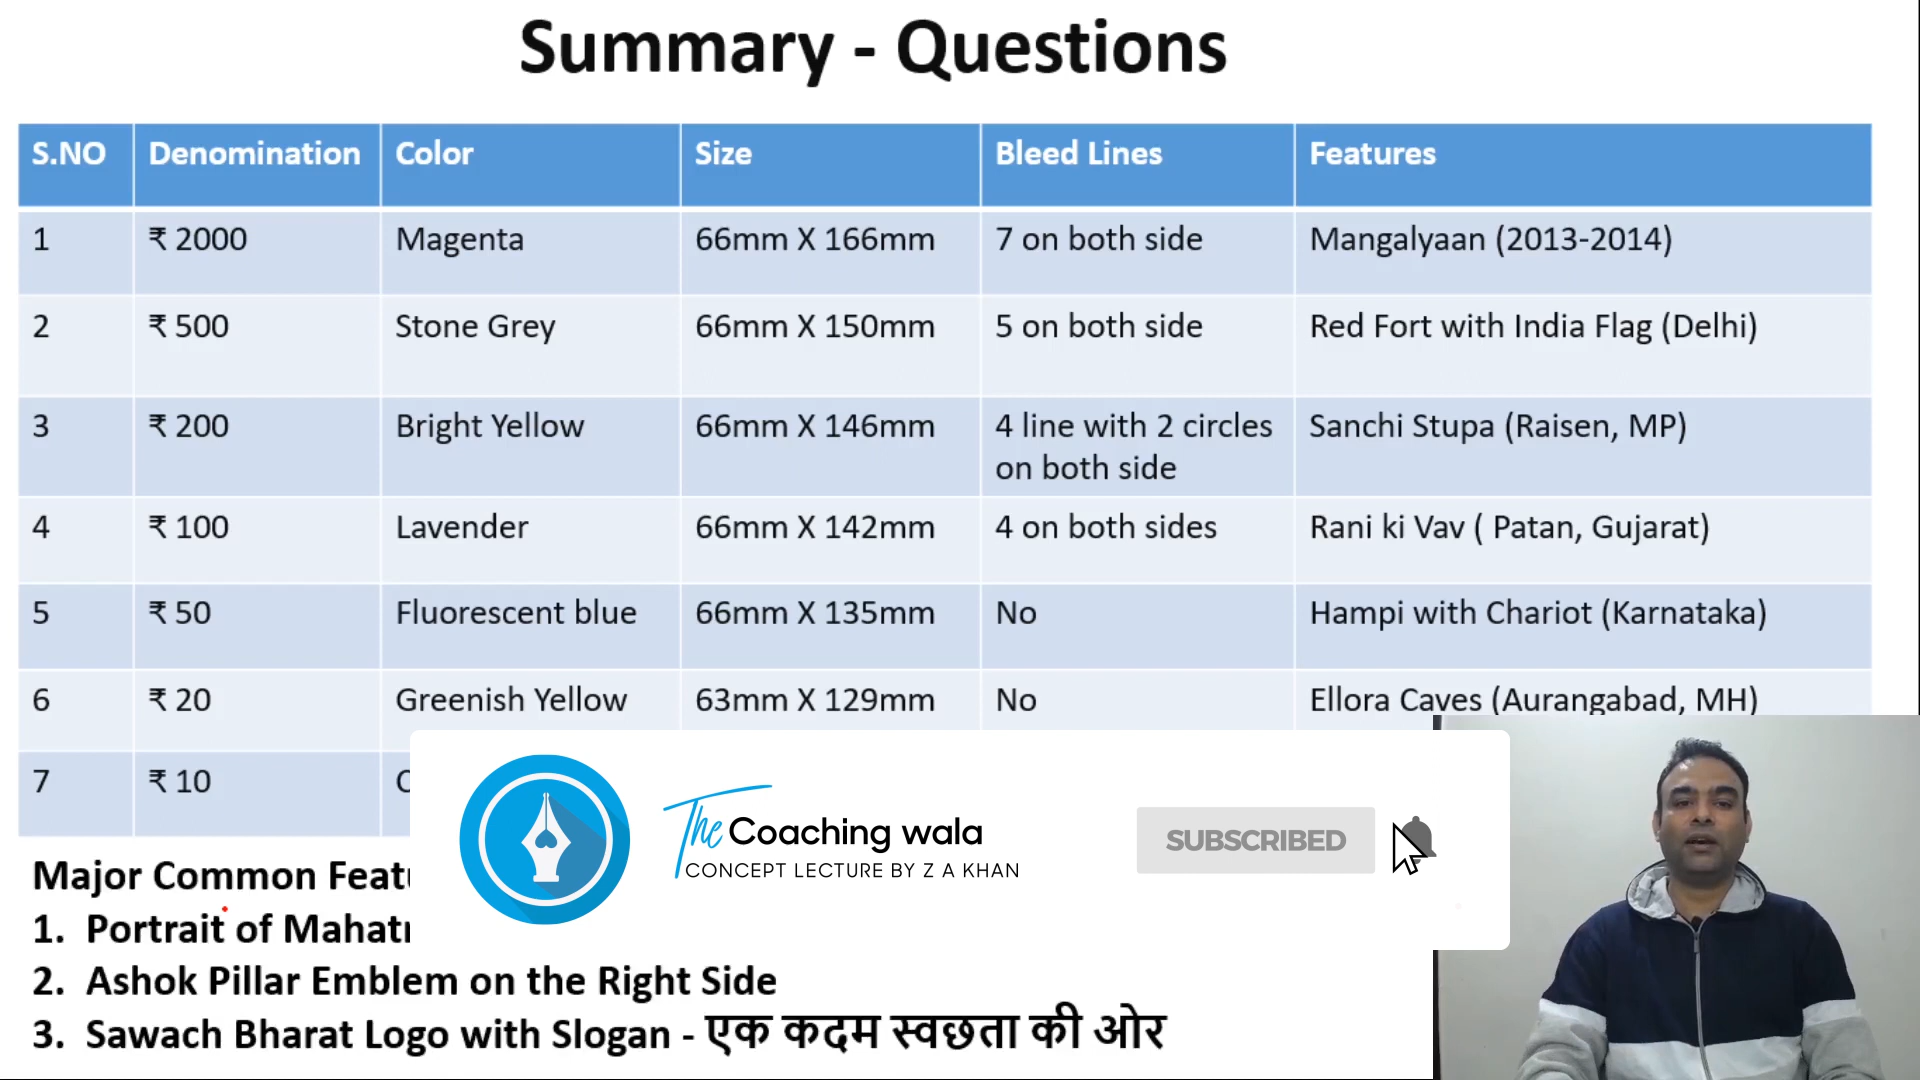 Summary - Questions
S.NO Denomination Color Size Bleed Lines Features
1 ₹ 2000 Magenta 66mm X 166mm 7 on both side Mangalyaan (2013-2014)
2 ₹ 500 Stone Grey 66mm X 150mm 5 on both side Red Fort with India Flag (Delhi)
3 ₹ 200 Bright Yellow 66mm X 146mm 4 line with 2 circles on both side Sanchi Stupa (Raisen, MP)
4 ₹ 100 Lavender 66mm X 142mm 4 on both sides Rani ki Vav ( Patan, Gujarat)
5 ₹ 50 Fluorescent blue 66mm X 135mm No Hampi with Chariot (Karnataka)
6 ₹ 20 Greenish Yellow 63mm X 129mm No Ellora Caves (Aurangabad, MH)
7 ₹ 10
The Coaching wala
CONCEPT LECTURE BY Z A KHAN
SUBSCRIBED
Major Common
1. Portrait of
2. Ashok Pillar Emblem on the Right Side
3. Sawach Bharat Logo with Slogan - एक कदम स्वछता की ओर